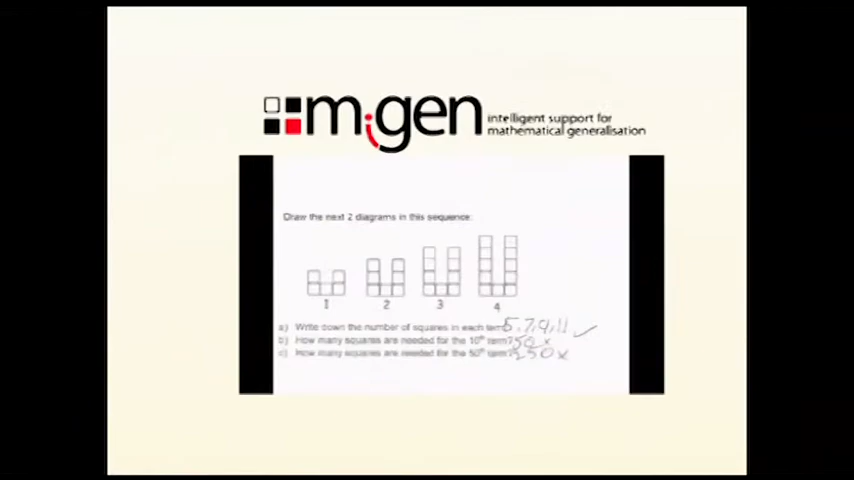 migen
intelligent support for
mathematical generalisation
Draw the next 2 diagrams in this sequence:
1 2 3 4
a) Write down the number of squares in each term 5, 7, 9, 11 ✓
b) How many squares are needed for the 10th term? 50 x
c) How many squares are needed for the 50th term? 250 x